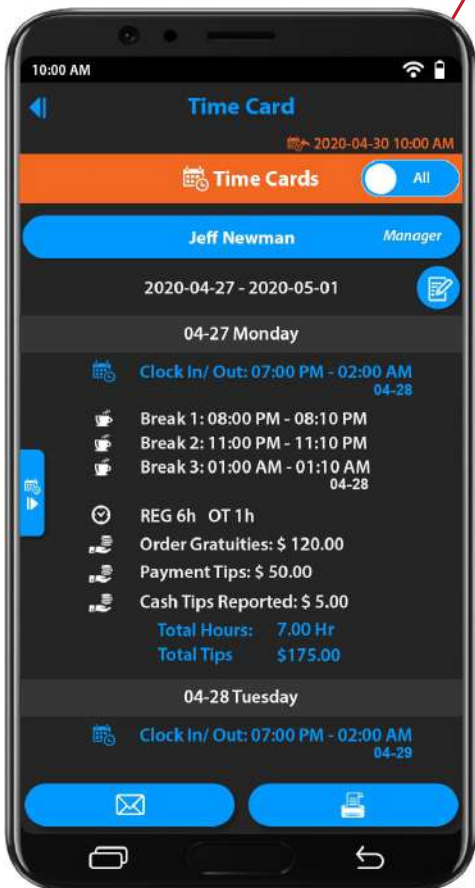 10:00 AM
Time Card
2020-04-30 10:00 AM
Time Cards All
Jeff Newman Manager
2020-04-27 - 2020-05-01
04-27 Monday
Clock In/ Out: 07:00 PM - 02:00 AM
04-28
Break 1: 08:00 PM - 08:10 PM
Break 2: 11:00 PM - 11:10 PM
Break 3: 01:00 AM - 01:10 AM
04-28
REG 6h OT 1h
Order Gratuities: $ 120.00
Payment Tips: $ 50.00
Cash Tips Reported: $ 5.00
Total Hours: 7.00 Hr
Total Tips $175.00
04-28 Tuesday
Clock In/ Out: 07:00 PM - 02:00 AM
04-29